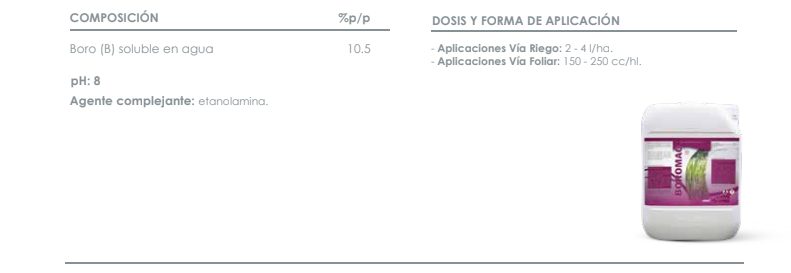 COMPOSICIÓN %p/p
Boro (B) soluble en agua 10.5
pH: 8
Agente complejante: etanolamina.
DOSIS Y FORMA DE APLICACIÓN
- Aplicaciones Vía Riego: 2 - 4 l/ha.
- Aplicaciones Vía Foliar: 150 - 250 cc/hl.
BOROMAC